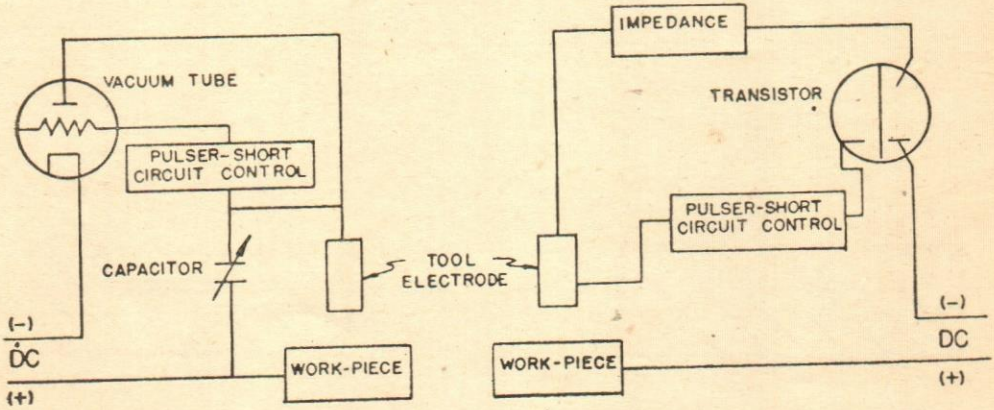 VACUUM TUBE
PULSER-SHORT
CIRCUIT CONTROL
CAPACITOR
TOOL
ELECTRODE
(-)
DC
(+)
WORK-PIECE
IMPEDANCE
TRANSISTOR
PULSER-SHORT
CIRCUIT CONTROL
WORK-PIECE
(-)
DC
(+)